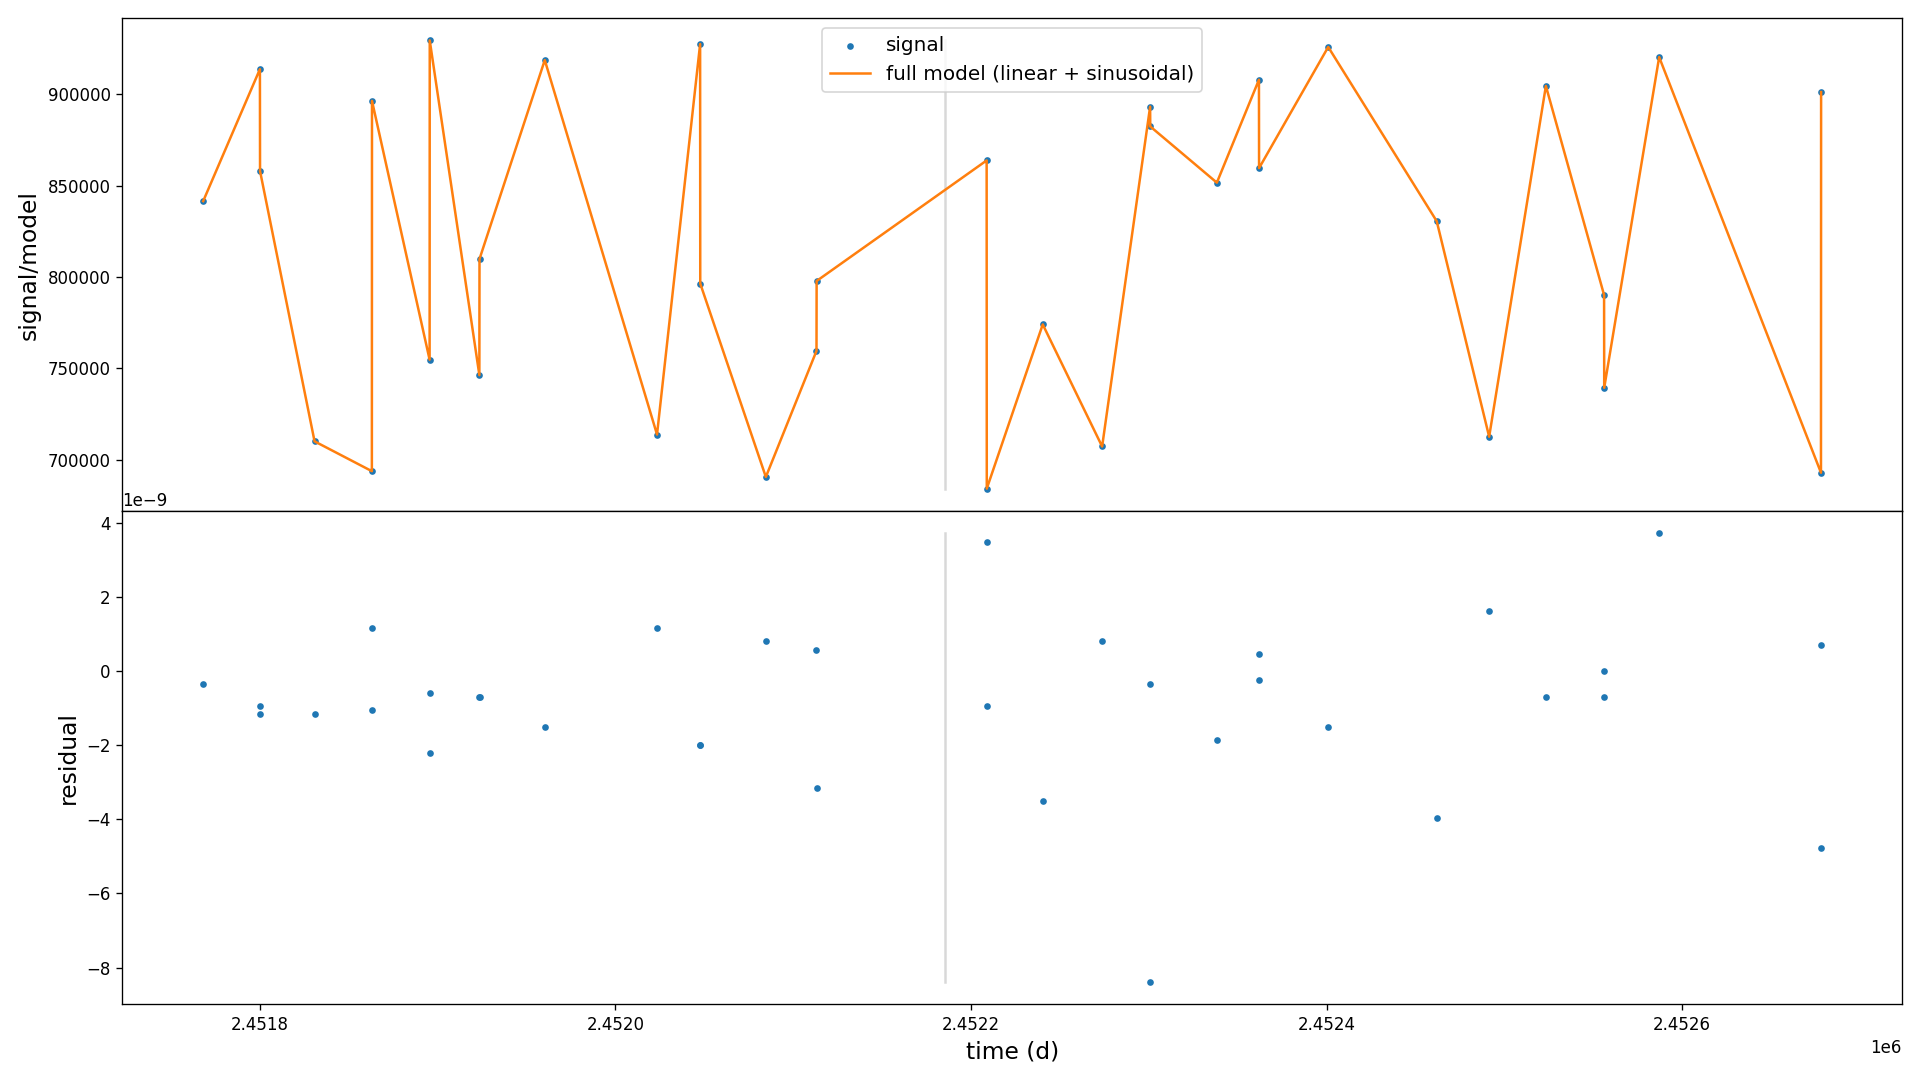 signal
full model (linear + sinusoidal)
signal/model
900000
850000
800000
750000
700000
1e−9
4
2
0
−2
−4
−6
−8
residual
2.4518
2.4520
2.4522
2.4524
2.4526
1e6
time (d)